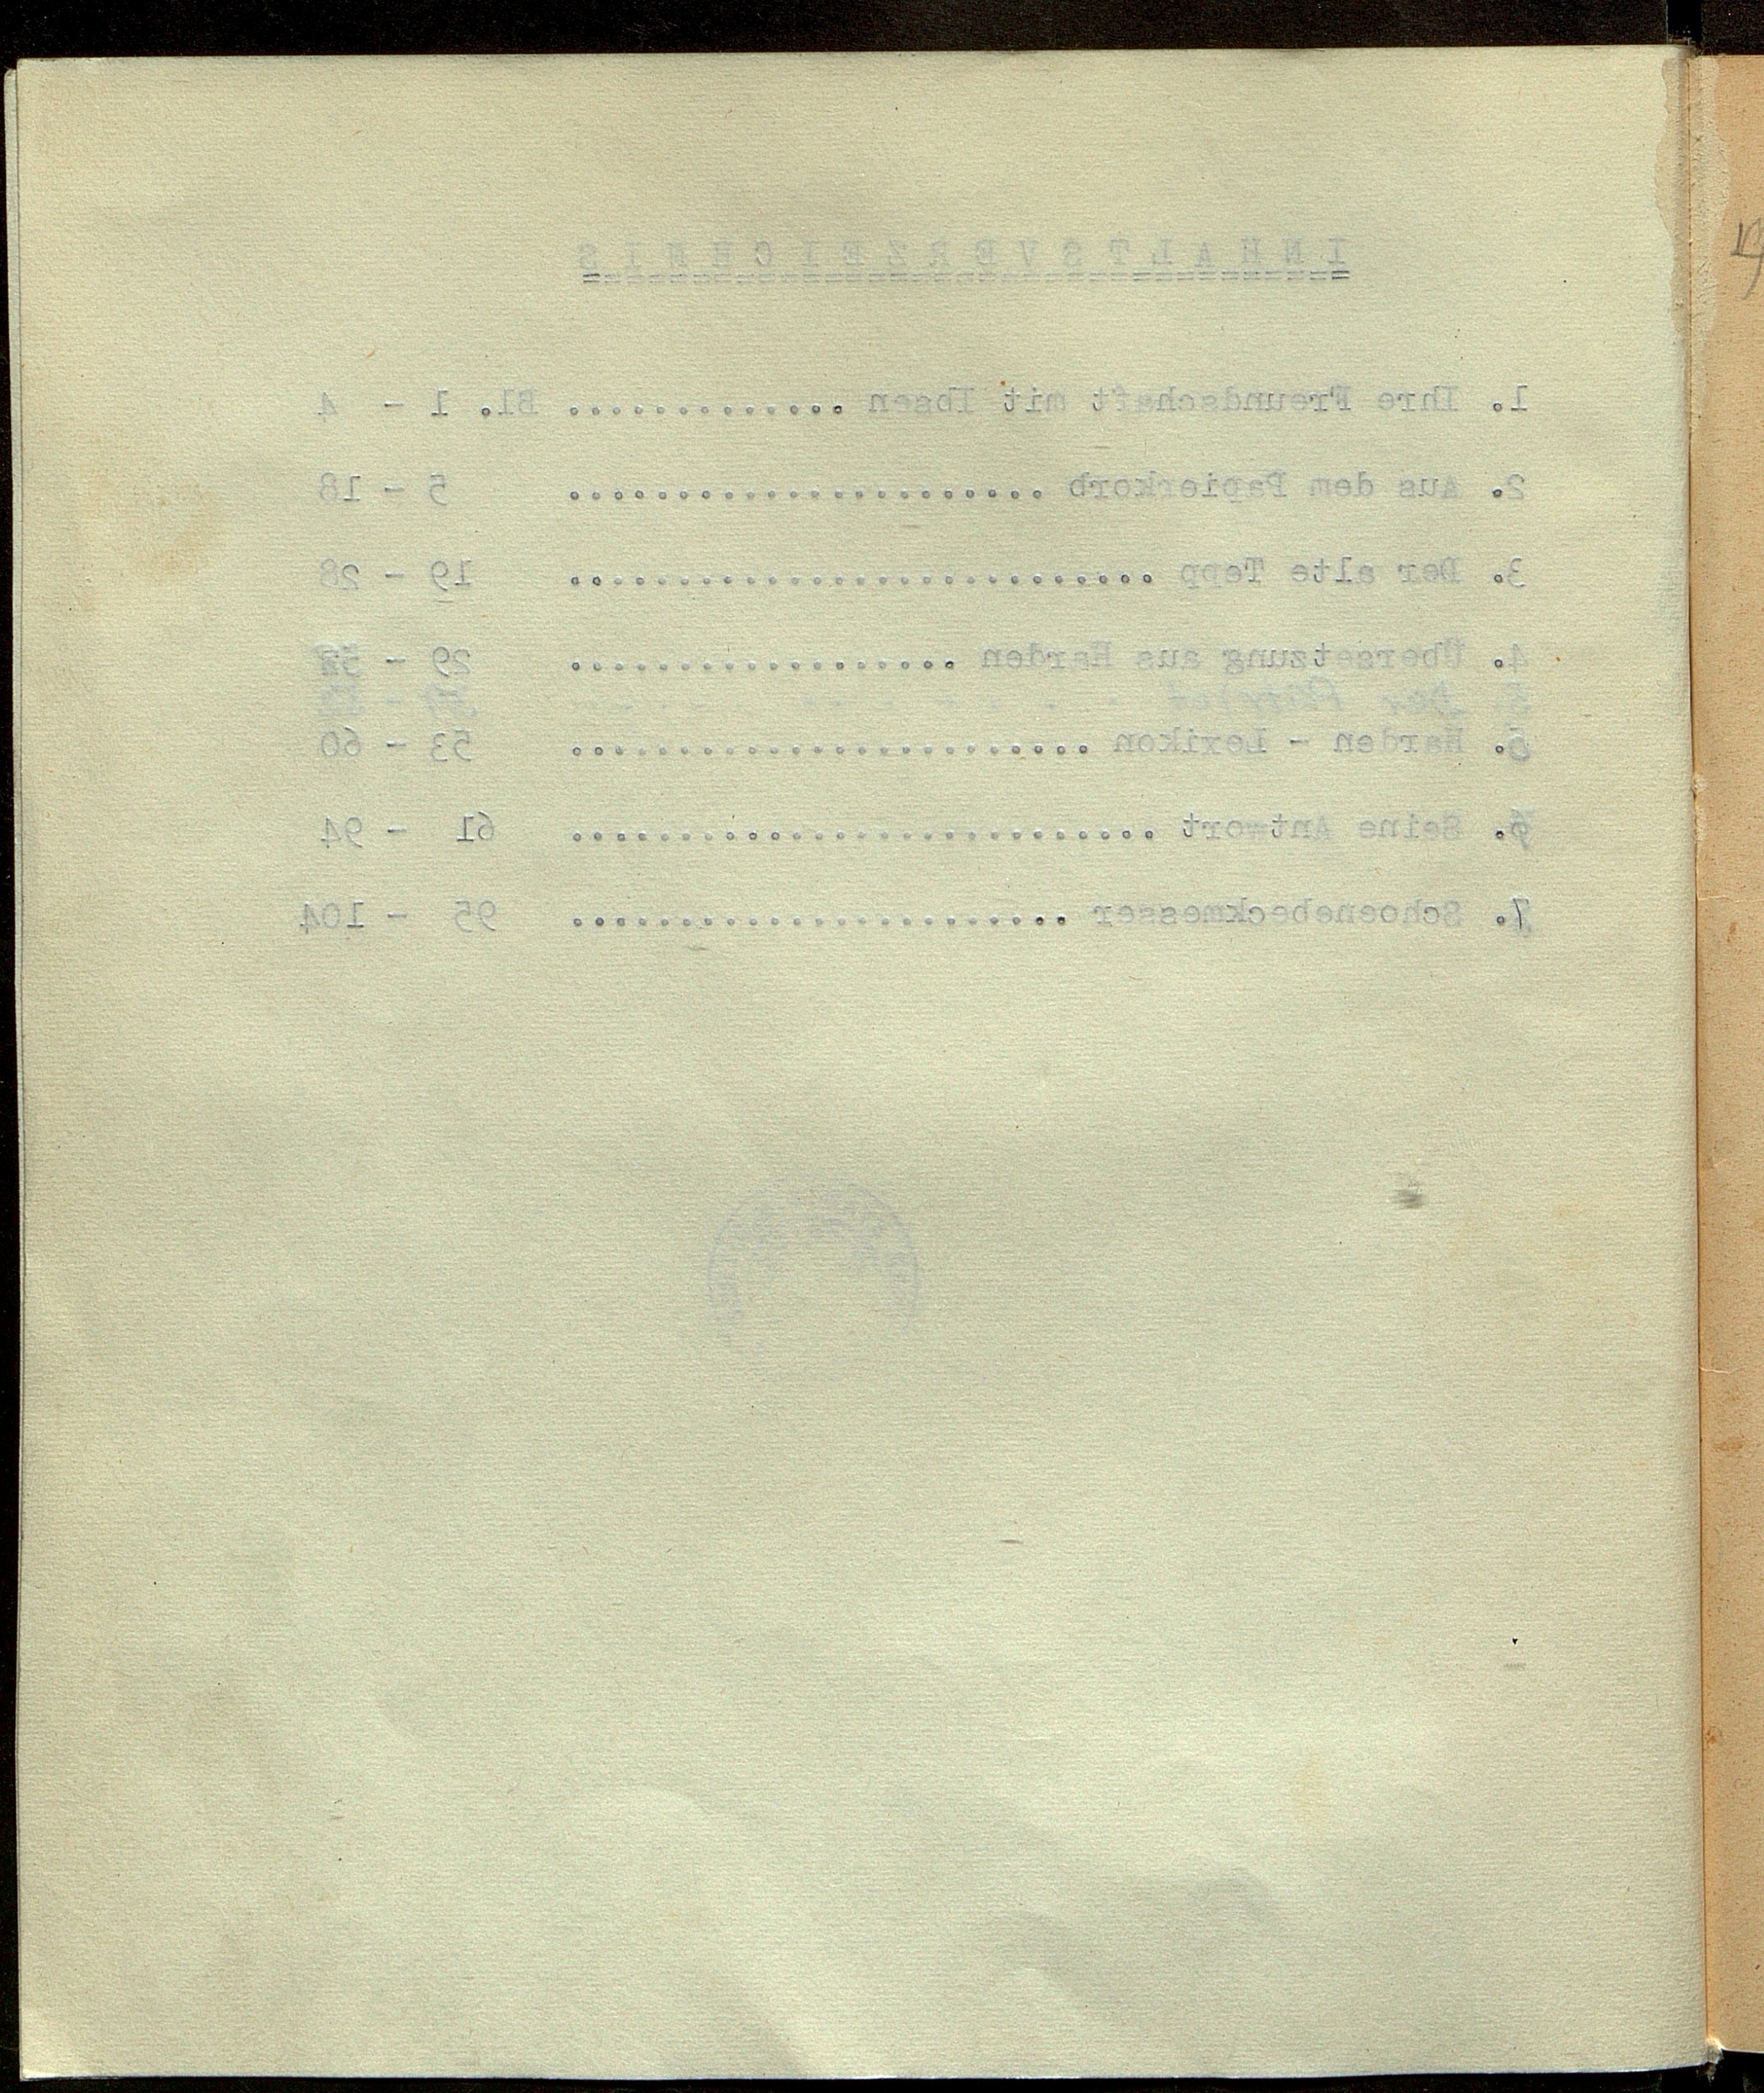 INHALTSVERZEICHNIS
1. Ihre Freundschaft mit Ibsen ............. Bl. 1 - 4
2. Aus dem Papierkorb ...................... 5 - 18
3. Der alte Tepp ........................... 19 - 28
4. Übersetzung aus Harden .................. 29 -
5. Der
6. Harden - Lexikon ........................ 53 - 60
Seine Antwort ........................... 61 - 94
Schoenebeckmesser ....................... 95 - 104